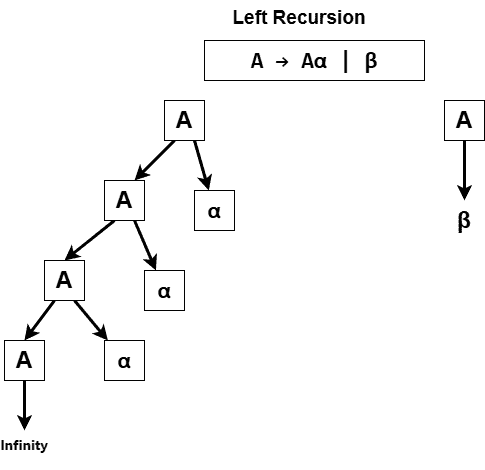 Left Recursion
A → Aα | β
A
A
A
α
β
A
α
A
α
Infinity